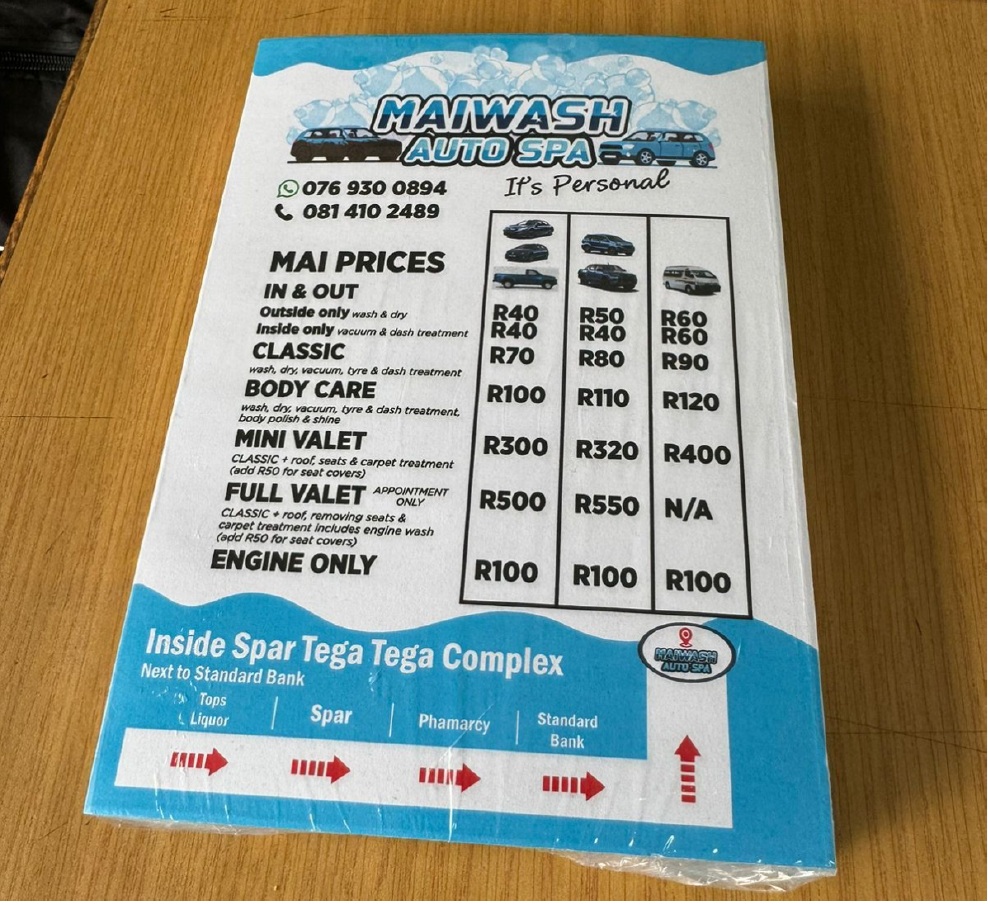 MAIWASH
AUTO SPA
It's Personal
076 930 0894
081 410 2489
MAI PRICES
IN & OUT
Outside only wash & dry R40 R50 R60
Inside only vacuum & dash treatment R40 R40 R60
CLASSIC R70 R80 R90
wash, dry, vacuum, tyre & dash treatment
BODY CARE R100 R110 R120
wash, dry, vacuum, tyre & dash treatment,
body polish & shine
MINI VALET R300 R320 R400
CLASSIC + roof, seats & carpet treatment
(add R50 for seat covers)
FULL VALET APPOINTMENT ONLY R500 R550 N/A
CLASSIC + roof, removing seats &
carpet treatment includes engine wash
(add R50 for seat covers)
ENGINE ONLY R100 R100 R100
Inside Spar Tega Tega Complex
Next to Standard Bank
MAIWASH
AUTO SPA
Tops Liquor
Spar
Phamarcy
Standard Bank